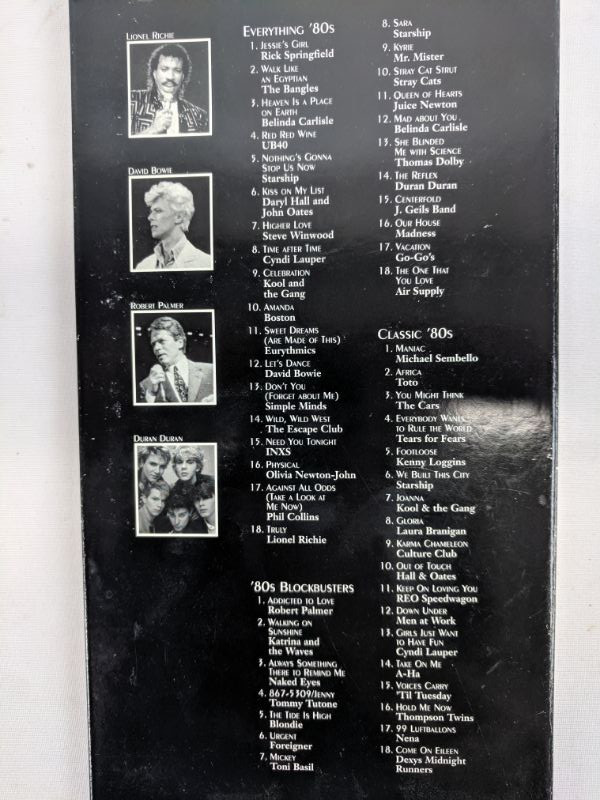 Lionel Richie
David Bowie
Robert Palmer
Duran Duran
Everything '80s
1. Jessie's Girl
Rick Springfield
2. Walk Like
an Egyptian
The Bangles
3. Heaven Is a Place
on Earth
Belinda Carlisle
4. Red Red Wine
UB40
5. Nothing's Gonna
Stop Us Now
Starship
6. Kiss on My List
Daryl Hall and
John Oates
7. Higher Love
Steve Winwood
8. Time after Time
Cyndi Lauper
9. Celebration
Kool and
the Gang
10. Amanda
Boston
11. Sweet Dreams
(Are Made of This)
Eurythmics
12. Let's Dance
David Bowie
13. Don't You
(Forget about Me)
Simple Minds
14. Wild, Wild West
The Escape Club
15. Need You Tonight
INXS
16. Physical
Olivia Newton-John
17. Against All Odds
(Take a Look at
Me Now)
Phil Collins
18. Truly
Lionel Richie
'80s Blockbusters
1. Addicted to Love
Robert Palmer
2. Walking on
Sunshine
Katrina and
the Waves
3. Always Something
There to Remind Me
Naked Eyes
4. 867-5309/Jenny
Tommy Tutone
5. The Tide Is High
Blondie
6. Urgent
Foreigner
7. Mickey
Toni Basil
8. Sara
Starship
9. Kyrie
Mr. Mister
10. Stray Cat Strut
Stray Cats
11. Queen of Hearts
Juice Newton
12. Mad about You
Belinda Carlisle
13. She Blinded
Me with Science
Thomas Dolby
14. The Reflex
Duran Duran
15. Centerfold
J. Geils Band
16. Our House
Madness
17. Vacation
Go-Go's
18. The One That
You Love
Air Supply
Classic '80s
1. Maniac
Michael Sembello
2. Africa
Toto
3. You Might Think
The Cars
4. Everybody Wants
to Rule the World
Tears for Fears
5. Footloose
Kenny Loggins
6. We Built This City
Starship
7. Joanna
Kool & the Gang
8. Gloria
Laura Branigan
9. Karma Chameleon
Culture Club
10. Out of Touch
Hall & Oates
11. Keep On Loving You
REO Speedwagon
12. Down Under
Men at Work
13. Girls Just Want
to Have Fun
Cyndi Lauper
14. Take On Me
A-Ha
15. Voices Carry
'Til Tuesday
16. Hold Me Now
Thompson Twins
17. 99 Luftballons
Nena
18. Come On Eileen
Dexys Midnight
Runners